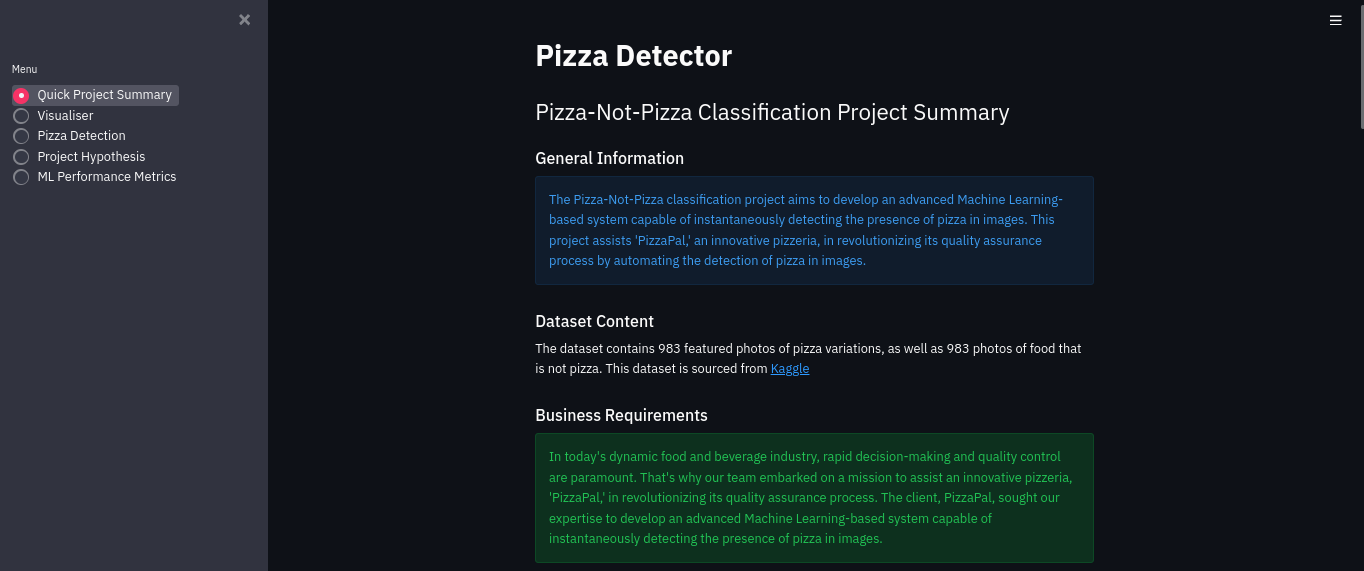 Menu
Quick Project Summary
Visualiser
Pizza Detection
Project Hypothesis
ML Performance Metrics
Pizza Detector
Pizza-Not-Pizza Classification Project Summary
General Information
The Pizza-Not-Pizza classification project aims to develop an advanced Machine Learning-
based system capable of instantaneously detecting the presence of pizza in images. This
project assists 'PizzaPal,' an innovative pizzeria, in revolutionizing its quality assurance
process by automating the detection of pizza in images.
Dataset Content
The dataset contains 983 featured photos of pizza variations, as well as 983 photos of food that
is not pizza. This dataset is sourced from Kaggle
Business Requirements
In today's dynamic food and beverage industry, rapid decision-making and quality control
are paramount. That's why our team embarked on a mission to assist an innovative pizzeria,
'PizzaPal,' in revolutionizing its quality assurance process. The client, PizzaPal, sought our
expertise to develop an advanced Machine Learning-based system capable of
instantaneously detecting the presence of pizza in images.